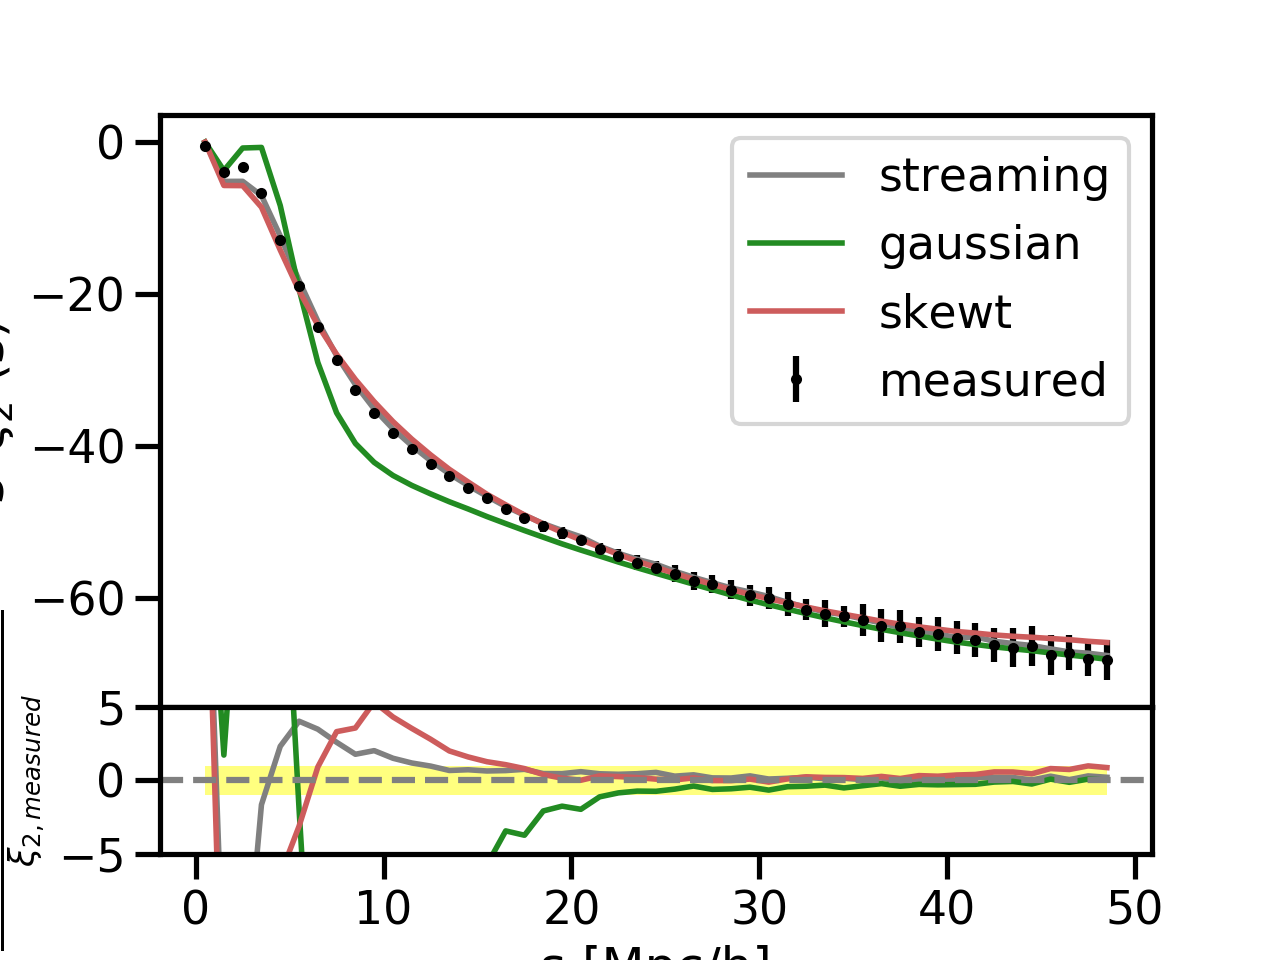 0
−20
−40
−60
streaming
gaussian
skewt
measured
5
0
−5
ξ2, measured
0 10 20 30 40 50
s [Mpc/h]